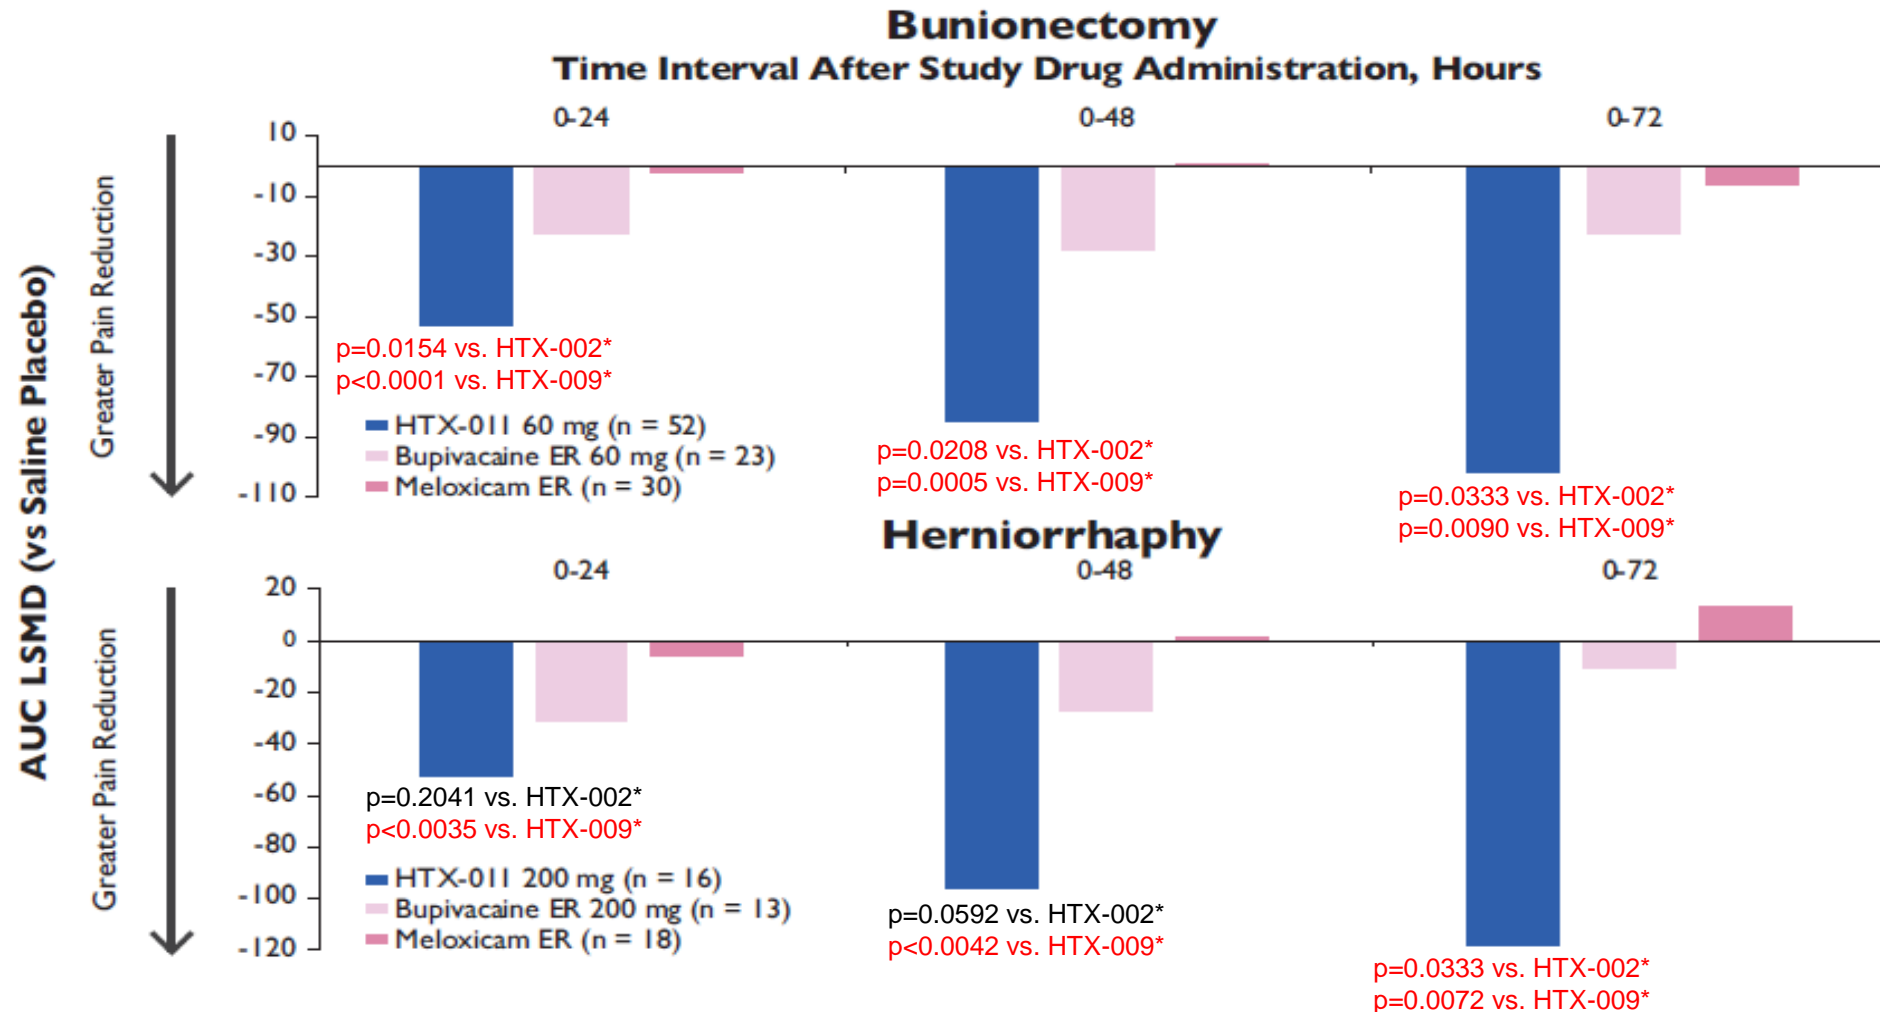 Bunionectomy
Time Interval After Study Drug Administration, Hours
0-24
0-48
0-72
10
-10
-30
-50
-70
-90
-110
AUC LSMD (vs Saline Placebo)
Greater Pain Reduction
p=0.0154 vs. HTX-002*
p<0.0001 vs. HTX-009*
HTX-011 60 mg (n = 52)
Bupivacaine ER 60 mg (n = 23)
Meloxicam ER (n = 30)
p=0.0208 vs. HTX-002*
p=0.0005 vs. HTX-009*
p=0.0333 vs. HTX-002*
p=0.0090 vs. HTX-009*
Herniorrhaphy
0-24
0-48
0-72
20
0
-20
-40
-60
-80
-100
-120
Greater Pain Reduction
p=0.2041 vs. HTX-002*
p<0.0035 vs. HTX-009*
HTX-011 200 mg (n = 16)
Bupivacaine ER 200 mg (n = 13)
Meloxicam ER (n = 18)
p=0.0592 vs. HTX-002*
p<0.0042 vs. HTX-009*
p=0.0333 vs. HTX-002*
p=0.0072 vs. HTX-009*